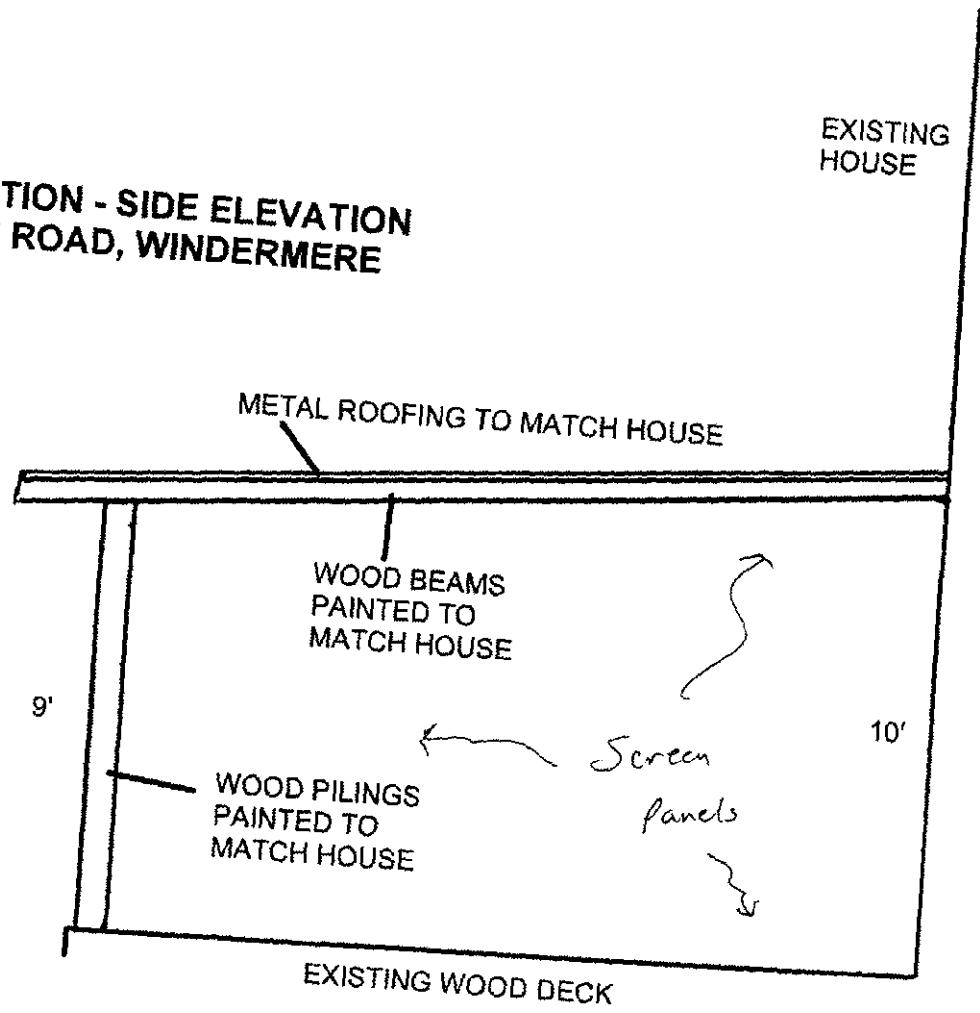 EXISTING
HOUSE
TION - SIDE ELEVATION
ROAD, WINDERMERE
METAL ROOFING TO MATCH HOUSE
WOOD BEAMS
PAINTED TO
MATCH HOUSE
9'
10'
Screen
Panels
WOOD PILINGS
PAINTED TO
MATCH HOUSE
EXISTING WOOD DECK